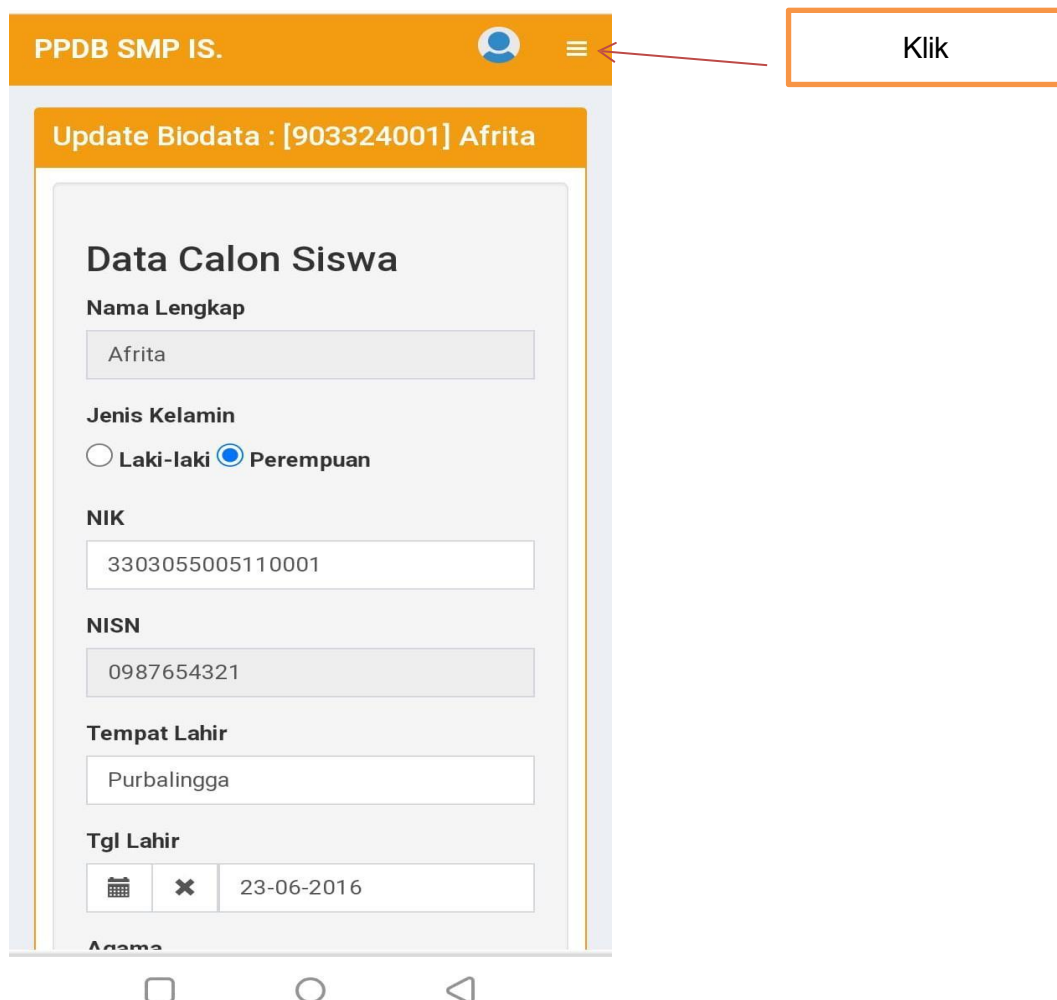 PPDB SMP IS.
Klik
Update Biodata : [903324001] Afrita
Data Calon Siswa
Nama Lengkap
Afrita
Jenis Kelamin
Laki-laki Perempuan
NIK
3303055005110001
NISN
0987654321
Tempat Lahir
Purbalingga
Tgl Lahir
23-06-2016
Agama